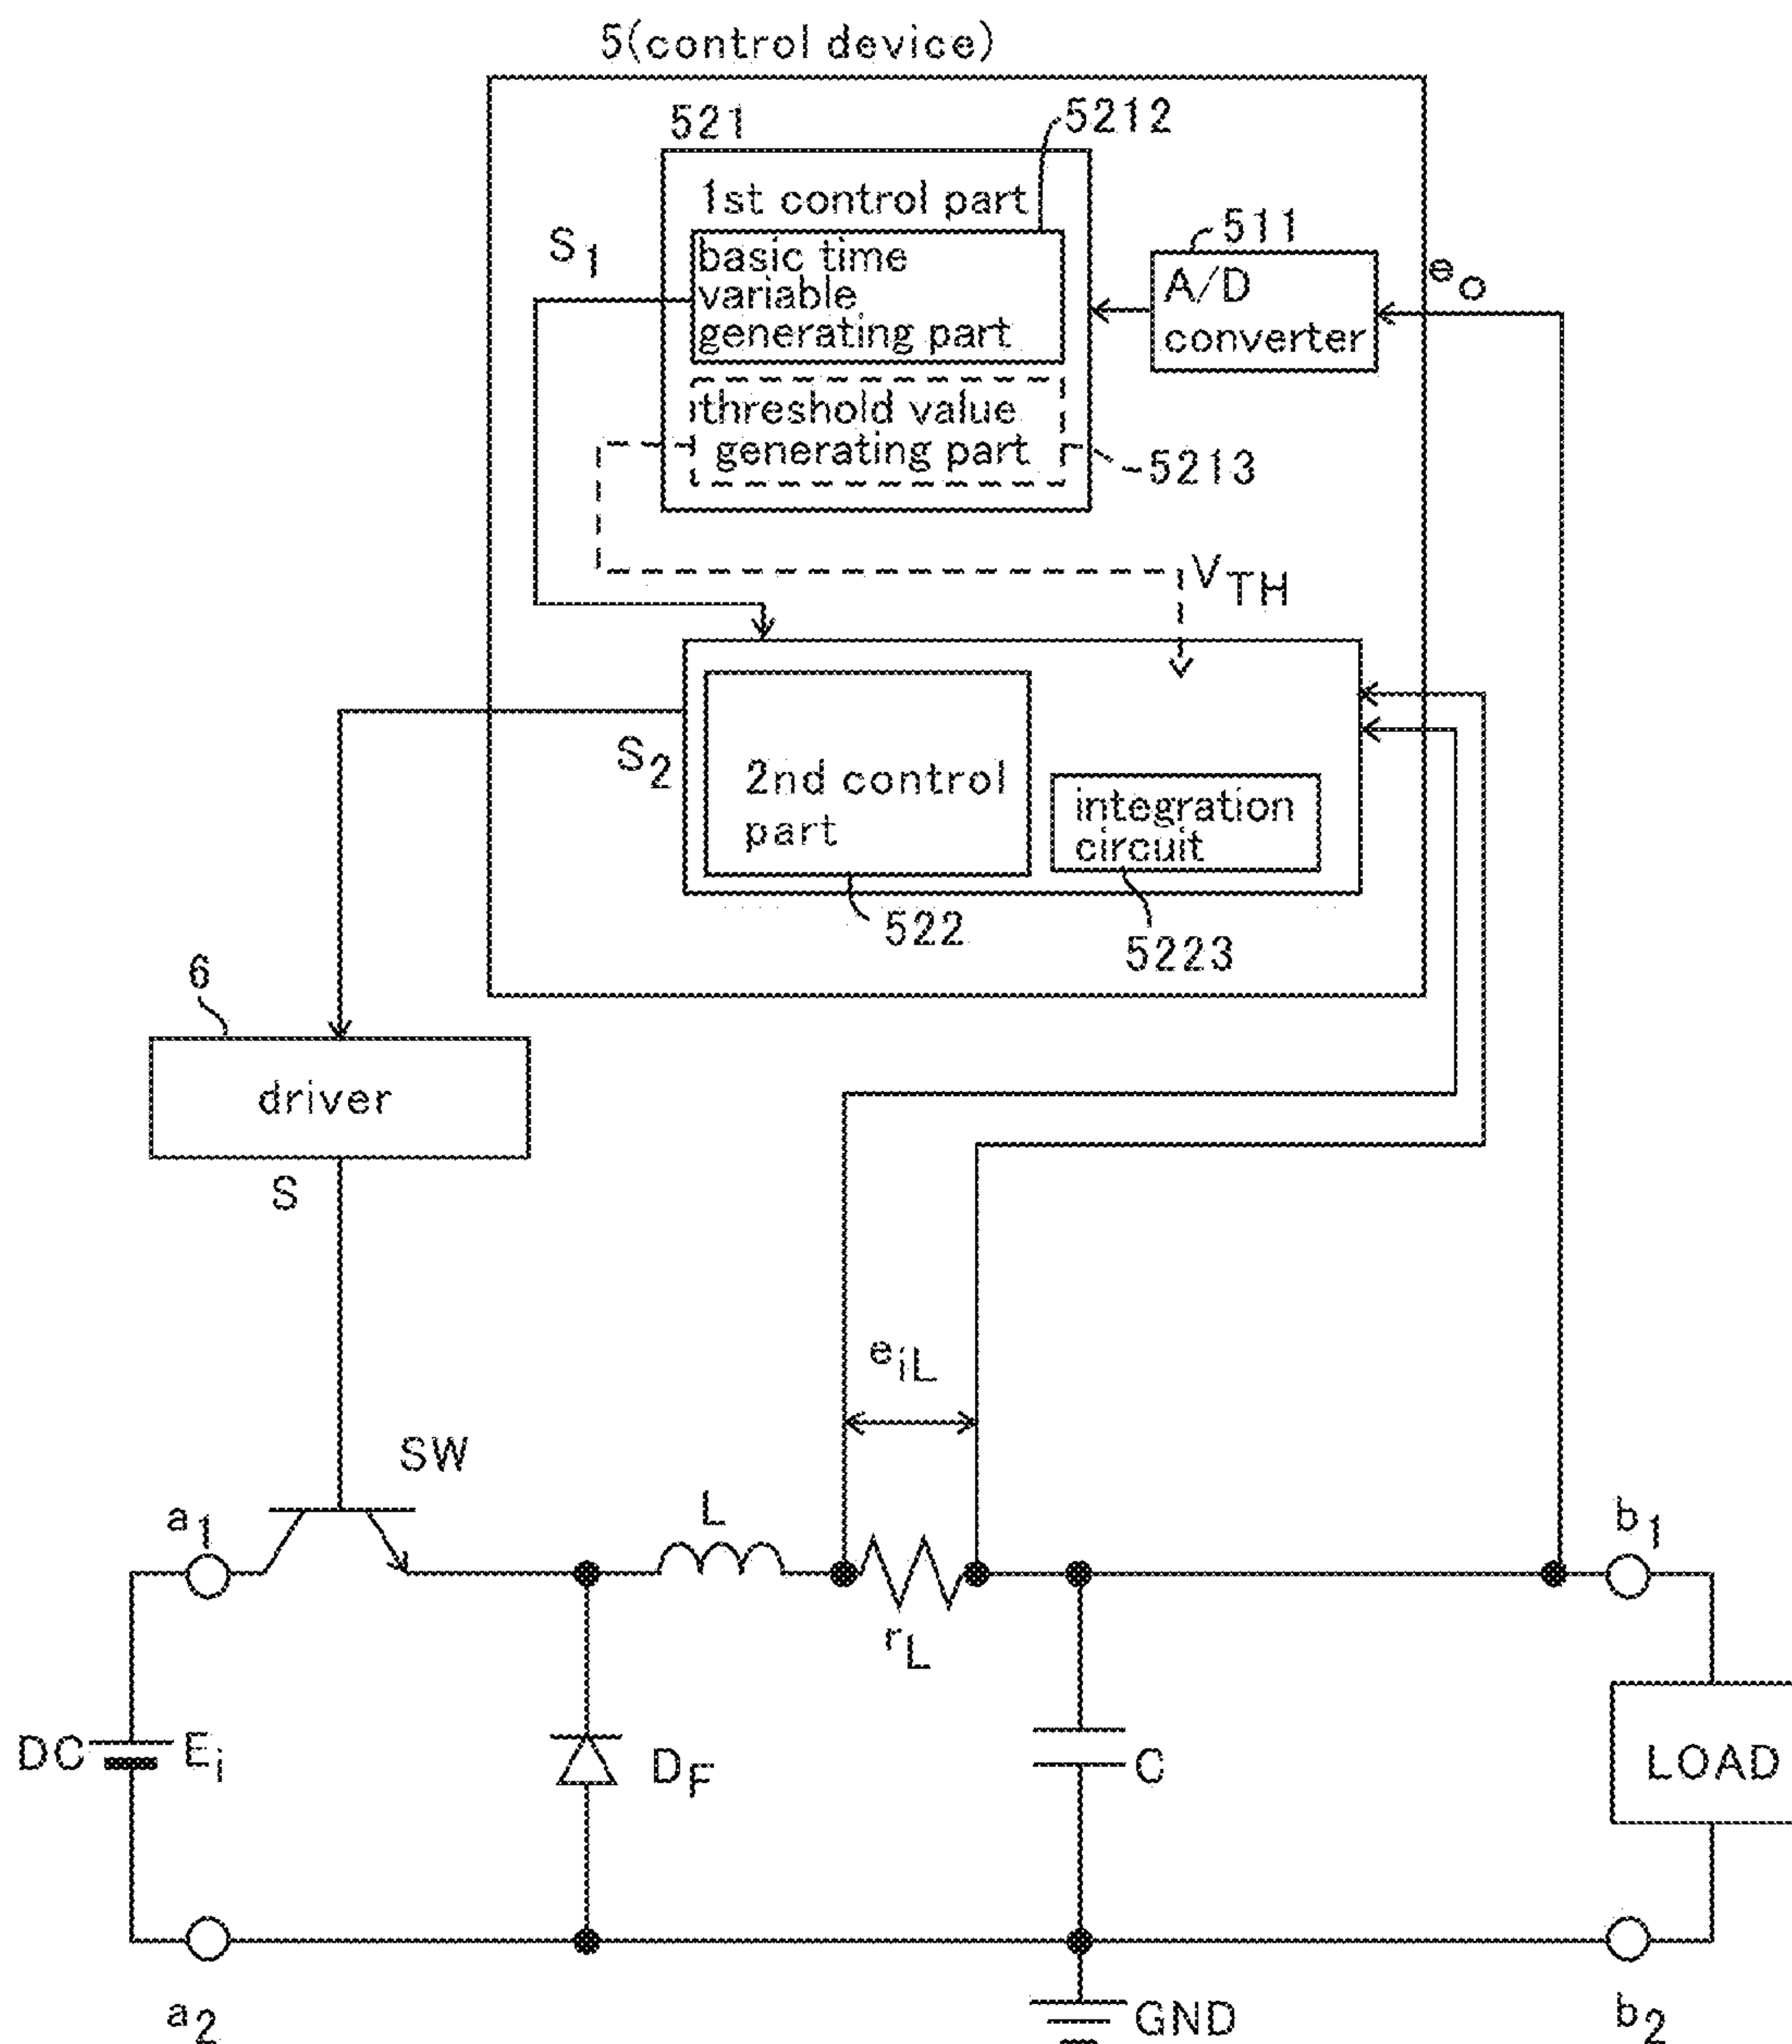 5(control device)
521
5212
1st control part
basic time
variable
generating part
S1
511
A/D
converter
eo
threshold value
generating part
5213
VTH
S2
2nd control
part
integration
circuit
522
5223
6
driver
S
eiL
SW
a1
L
b1
rL
DC
Ei
DF
C
LOAD
a2
GND
b2